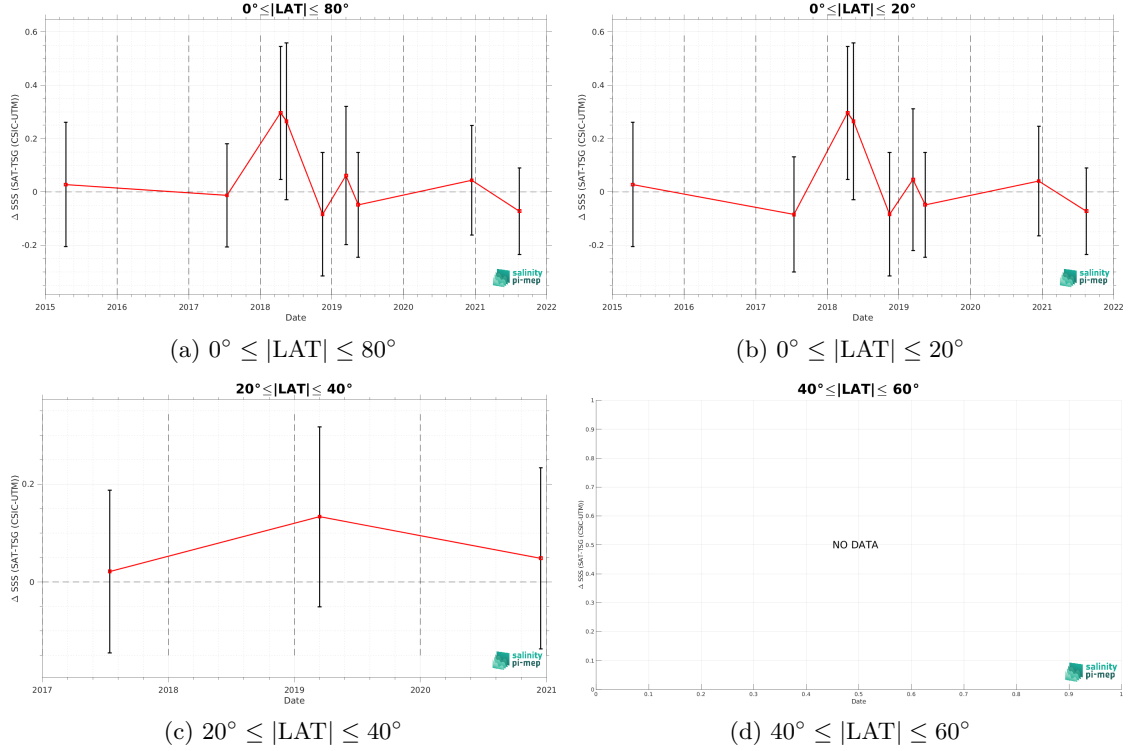 0°≤|LAT|≤ 80°
Δ SSS (SAT-TSG (CSIC-UTM))
0.6
0.4
0.2
0
-0.2
2015 2016 2017 2018 2019 2020 2021 2022
Date
salinity
pi-mep
(a) 0° ≤ |LAT| ≤ 80°
0°≤|LAT|≤ 20°
Δ SSS (SAT-TSG (CSIC-UTM))
0.6
0.4
0.2
0
-0.2
2015 2016 2017 2018 2019 2020 2021 2022
Date
salinity
pi-mep
(b) 0° ≤ |LAT| ≤ 20°
20°≤|LAT|≤ 40°
Δ SSS (SAT-TSG (CSIC-UTM))
0.2
0
2017 2018 2019 2020 2021
Date
salinity
pi-mep
(c) 20° ≤ |LAT| ≤ 40°
40°≤|LAT|≤ 60°
Δ SSS (SAT-TSG (CSIC-UTM))
1
0.9
0.8
0.7
0.6
0.5
0.4
0.3
0.2
0.1
0
NO DATA
0 0.1 0.2 0.3 0.4 0.5 0.6 0.7 0.8 0.9 1
Date
salinity
pi-mep
(d) 40° ≤ |LAT| ≤ 60°